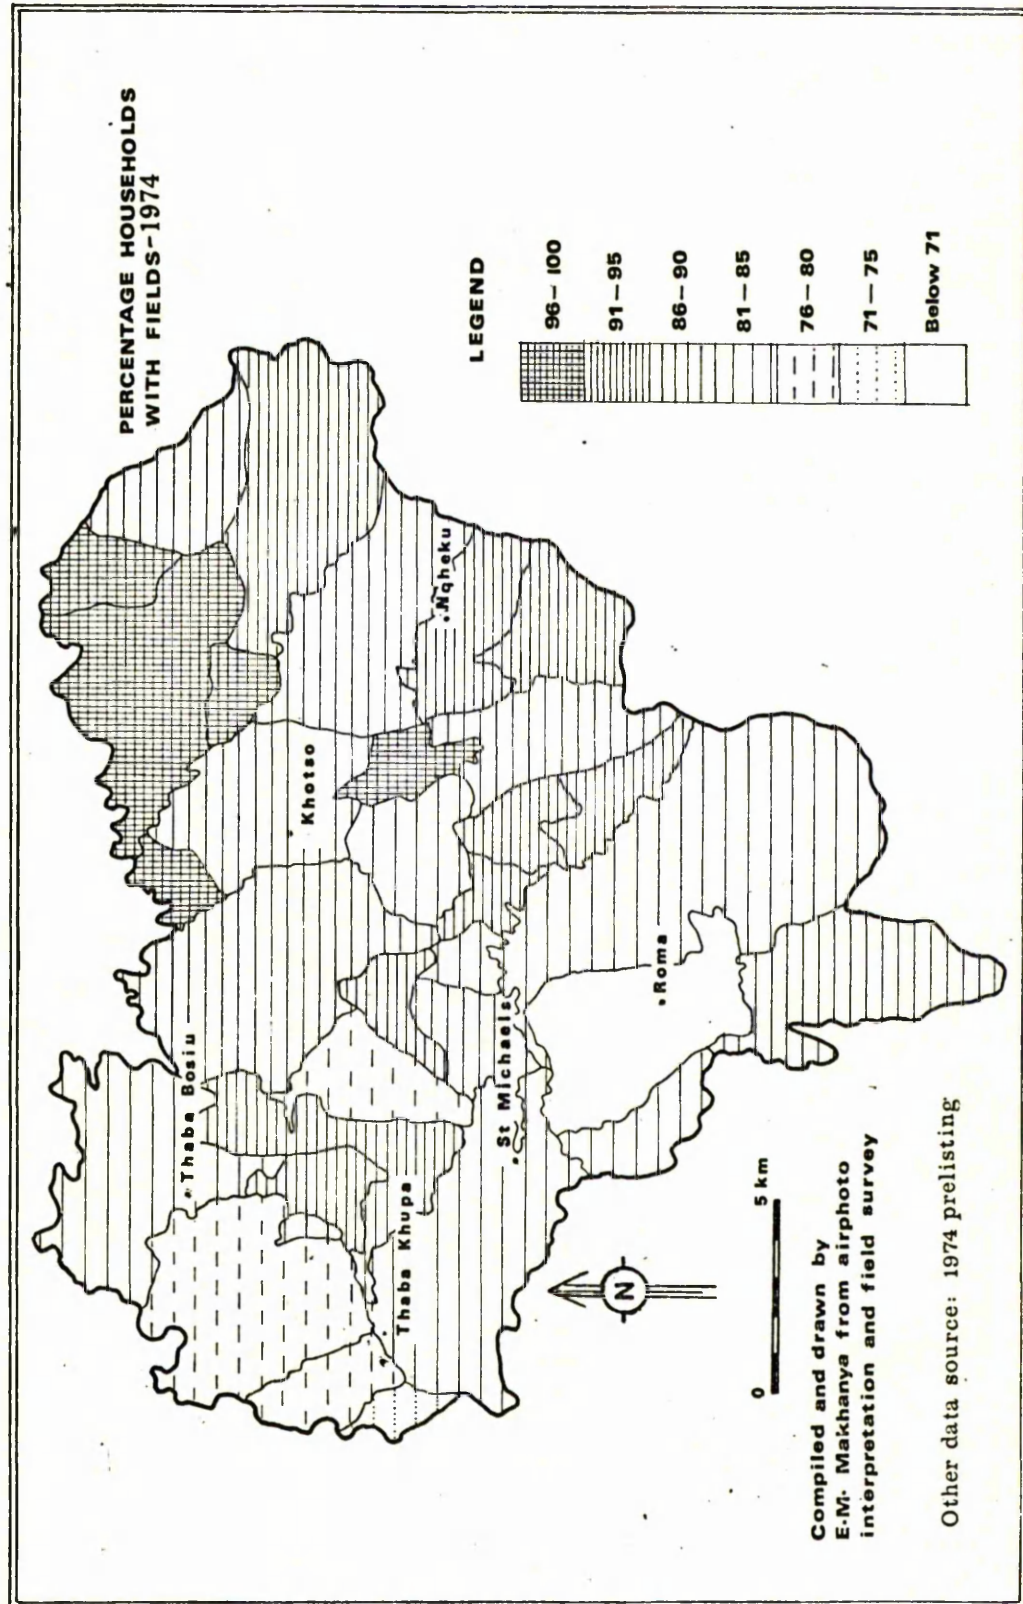 PERCENTAGE HOUSEHOLDS
WITH FIELDS-1974
LEGEND
96–100
91–95
86–90
81–85
76–80
71–75
Below 71
Thaba Bosiu
Khotso
Nqheku
Thaba Khupa
St Michaels
Roma
N
0 5 km
Compiled and drawn by
E·M· Makhanya from airphoto
interpretation and field survey
Other data source: 1974 prelisting